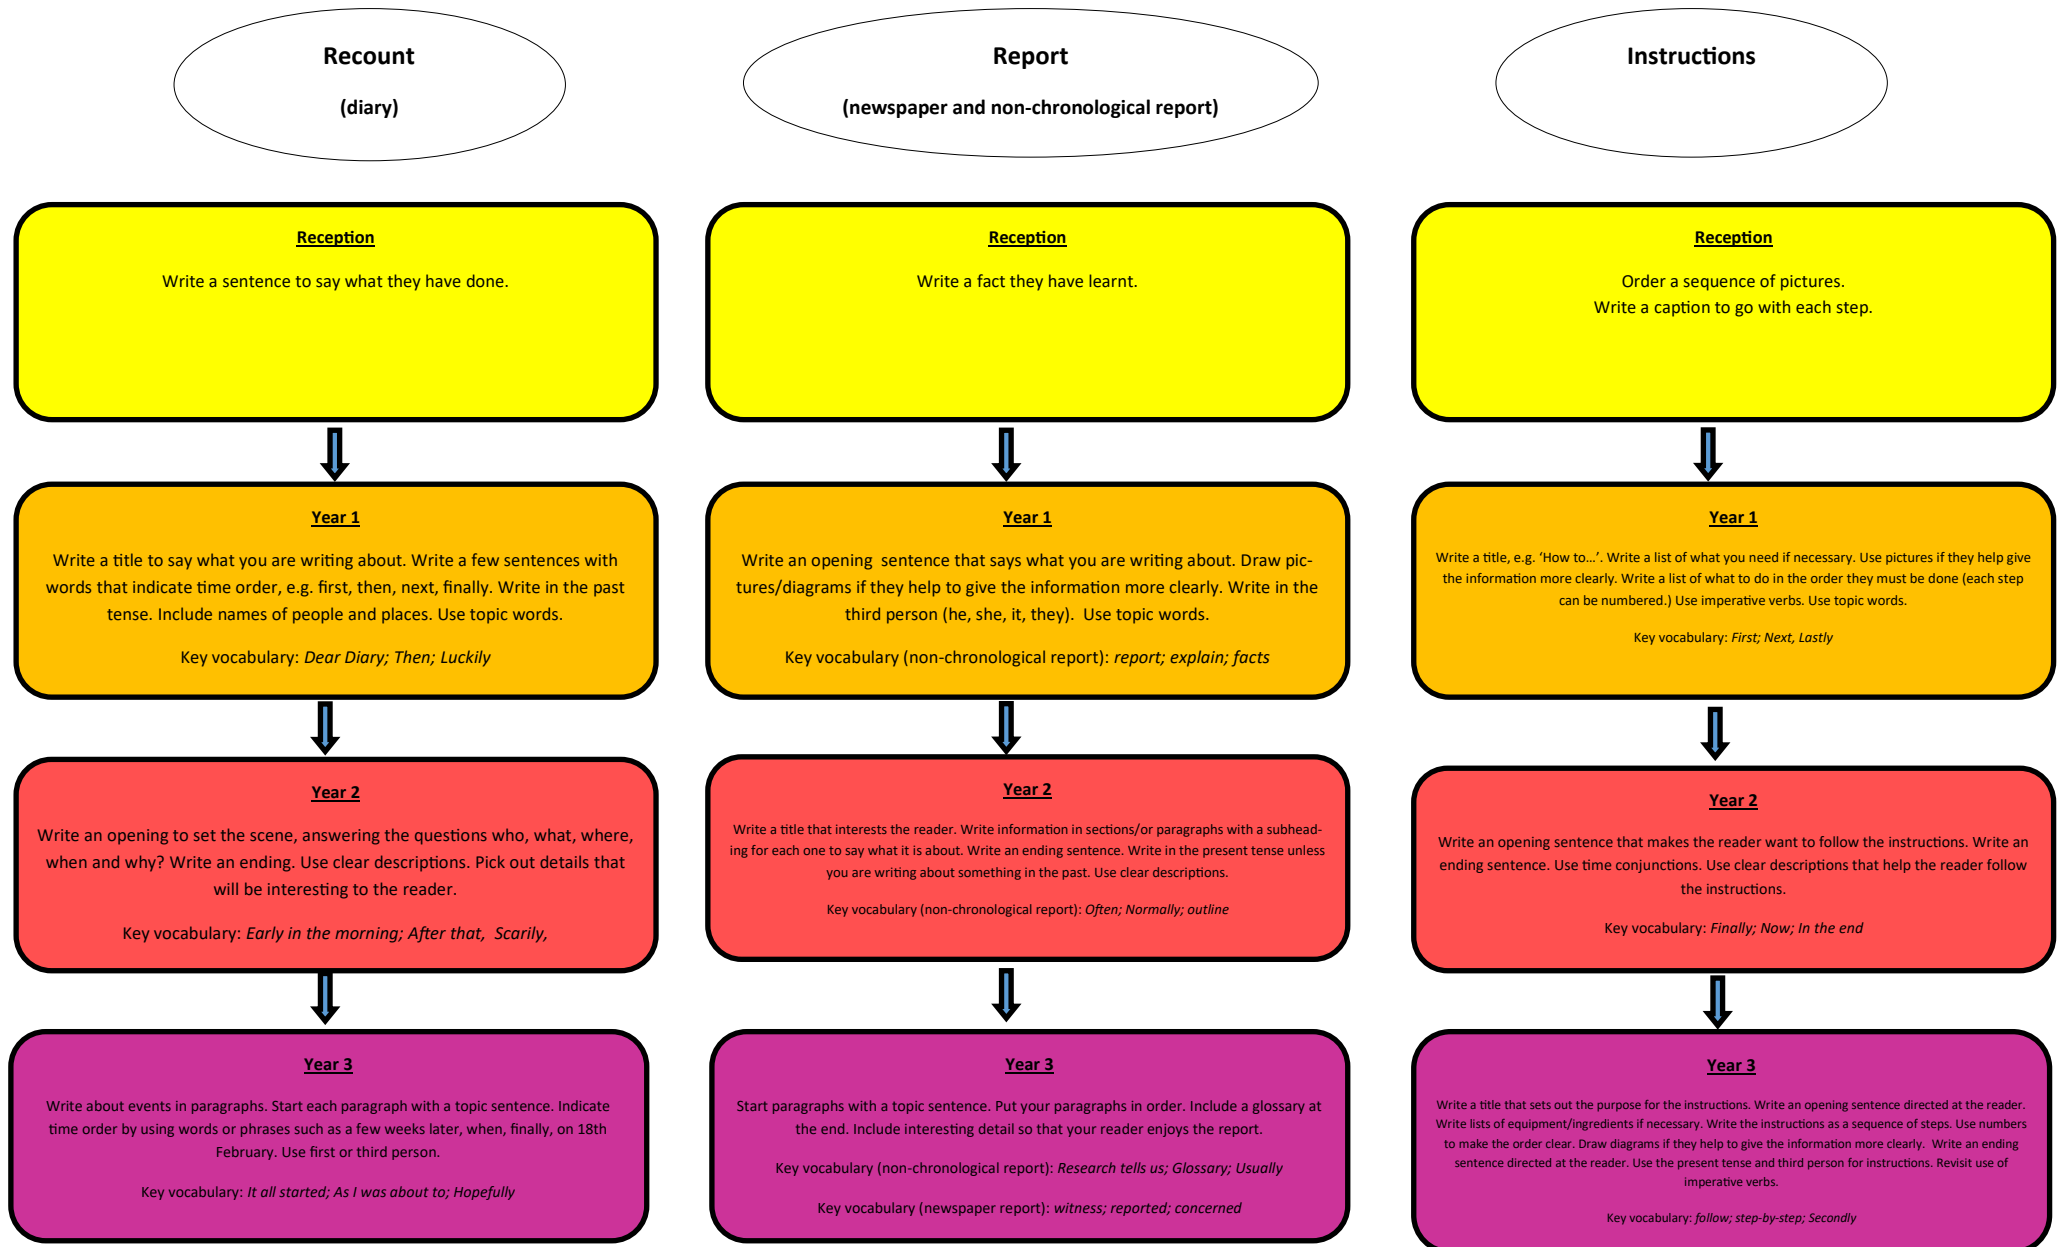 Recount
(diary)
Report
(newspaper and non-chronological report)
Instructions
Reception
Write a sentence to say what they have done.
Reception
Write a fact they have learnt.
Reception
Order a sequence of pictures.
Write a caption to go with each step.
Year 1
Write a title to say what you are writing about. Write a few sentences with
words that indicate time order, e.g. first, then, next, finally. Write in the past
tense. Include names of people and places. Use topic words.
Key vocabulary: Dear Diary; Then; Luckily
Year 1
Write an opening  sentence that says what you are writing about. Draw pic-
tures/diagrams if they help to give the information more clearly. Write in the
third person (he, she, it, they).  Use topic words.
Key vocabulary (non-chronological report): report; explain; facts
Year 1
Write a title, e.g. ‘How to…’. Write a list of what you need if necessary. Use pictures if they help give
the information more clearly. Write a list of what to do in the order they must be done (each step
can be numbered.) Use imperative verbs. Use topic words.
Key vocabulary: First; Next, Lastly
Year 2
Write an opening to set the scene, answering the questions who, what, where,
when and why? Write an ending. Use clear descriptions. Pick out details that
will be interesting to the reader.
Key vocabulary: Early in the morning; After that,  Scarily,
Year 2
Write a title that interests the reader. Write information in sections/or paragraphs with a subhead-
ing for each one to say what it is about. Write an ending sentence. Write in the present tense unless
you are writing about something in the past. Use clear descriptions.
Key vocabulary (non-chronological report): Often; Normally; outline
Year 2
Write an opening sentence that makes the reader want to follow the instructions. Write an
ending sentence. Use time conjunctions. Use clear descriptions that help the reader follow
the instructions.
Key vocabulary: Finally; Now; In the end
Year 3
Write about events in paragraphs. Start each paragraph with a topic sentence. Indicate
time order by using words or phrases such as a few weeks later, when, finally, on 18th
February. Use first or third person.
Key vocabulary: It all started; As I was about to; Hopefully
Year 3
Start paragraphs with a topic sentence. Put your paragraphs in order. Include a glossary at
the end. Include interesting detail so that your reader enjoys the report.
Key vocabulary (non-chronological report): Research tells us; Glossary; Usually
Key vocabulary (newspaper report): witness; reported; concerned
Year 3
Write a title that sets out the purpose for the instructions. Write an opening sentence directed at the reader.
Write lists of equipment/ingredients if necessary. Write the instructions as a sequence of steps. Use numbers
to make the order clear. Draw diagrams if they help to give the information more clearly.  Write an ending
sentence directed at the reader. Use the present tense and third person for instructions. Revisit use of
imperative verbs.
Key vocabulary: follow; step-by-step; Secondly